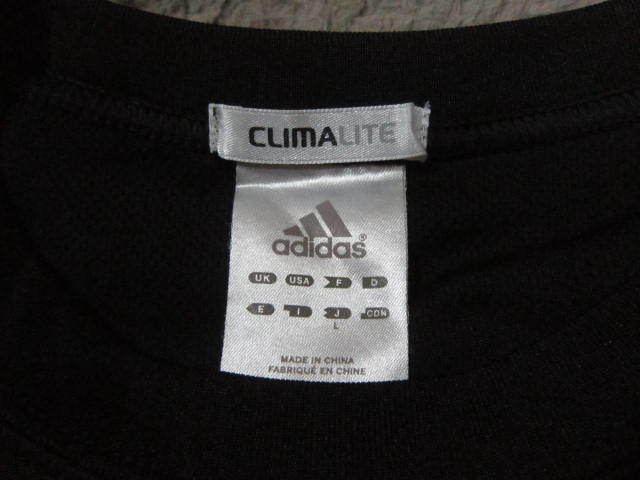 CLIMALITE
adidas®
UK USA F D
E I J CDN
L
MADE IN CHINA
FABRIQUÉ EN CHINE